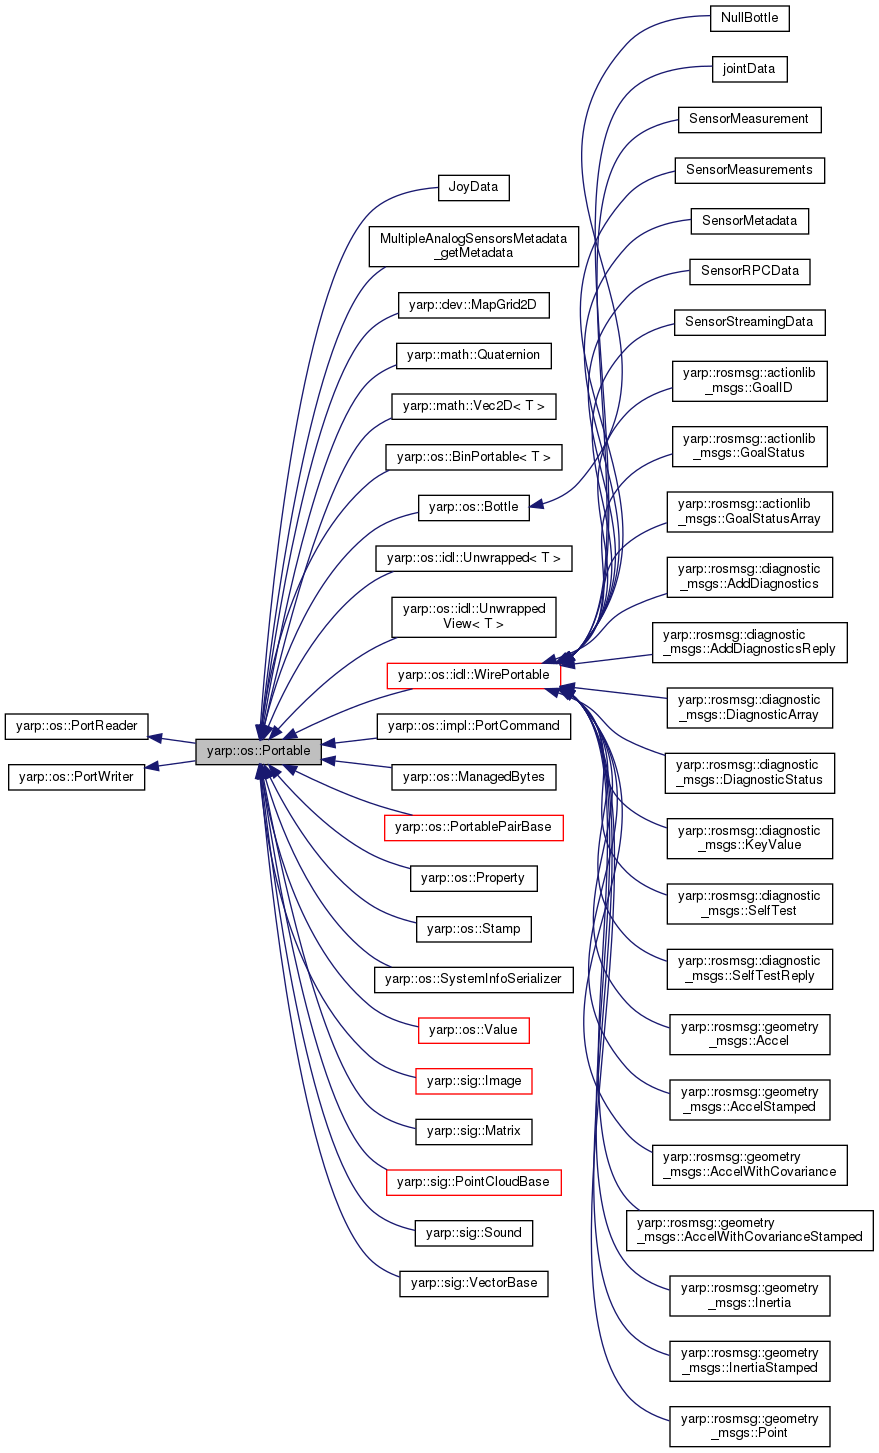 yarp::os::PortReader
yarp::os::PortWriter
yarp::os::Portable
JoyData
MultipleAnalogSensorsMetadata
_getMetadata
yarp::dev::MapGrid2D
yarp::math::Quaternion
yarp::math::Vec2D< T >
yarp::os::BinPortable< T >
yarp::os::Bottle
yarp::os::idl::Unwrapped< T >
yarp::os::idl::Unwrapped
View< T >
yarp::os::idl::WirePortable
yarp::os::impl::PortCommand
yarp::os::ManagedBytes
yarp::os::PortablePairBase
yarp::os::Property
yarp::os::Stamp
yarp::os::SystemInfoSerializer
yarp::os::Value
yarp::sig::Image
yarp::sig::Matrix
yarp::sig::PointCloudBase
yarp::sig::Sound
yarp::sig::VectorBase
NullBottle
jointData
SensorMeasurement
SensorMeasurements
SensorMetadata
SensorRPCData
SensorStreamingData
yarp::rosmsg::actionlib
_msgs::GoalID
yarp::rosmsg::actionlib
_msgs::GoalStatus
yarp::rosmsg::actionlib
_msgs::GoalStatusArray
yarp::rosmsg::diagnostic
_msgs::AddDiagnostics
yarp::rosmsg::diagnostic
_msgs::AddDiagnosticsReply
yarp::rosmsg::diagnostic
_msgs::DiagnosticArray
yarp::rosmsg::diagnostic
_msgs::DiagnosticStatus
yarp::rosmsg::diagnostic
_msgs::KeyValue
yarp::rosmsg::diagnostic
_msgs::SelfTest
yarp::rosmsg::diagnostic
_msgs::SelfTestReply
yarp::rosmsg::geometry
_msgs::Accel
yarp::rosmsg::geometry
_msgs::AccelStamped
yarp::rosmsg::geometry
_msgs::AccelWithCovariance
yarp::rosmsg::geometry
_msgs::AccelWithCovarianceStamped
yarp::rosmsg::geometry
_msgs::Inertia
yarp::rosmsg::geometry
_msgs::InertiaStamped
yarp::rosmsg::geometry
_msgs::Point